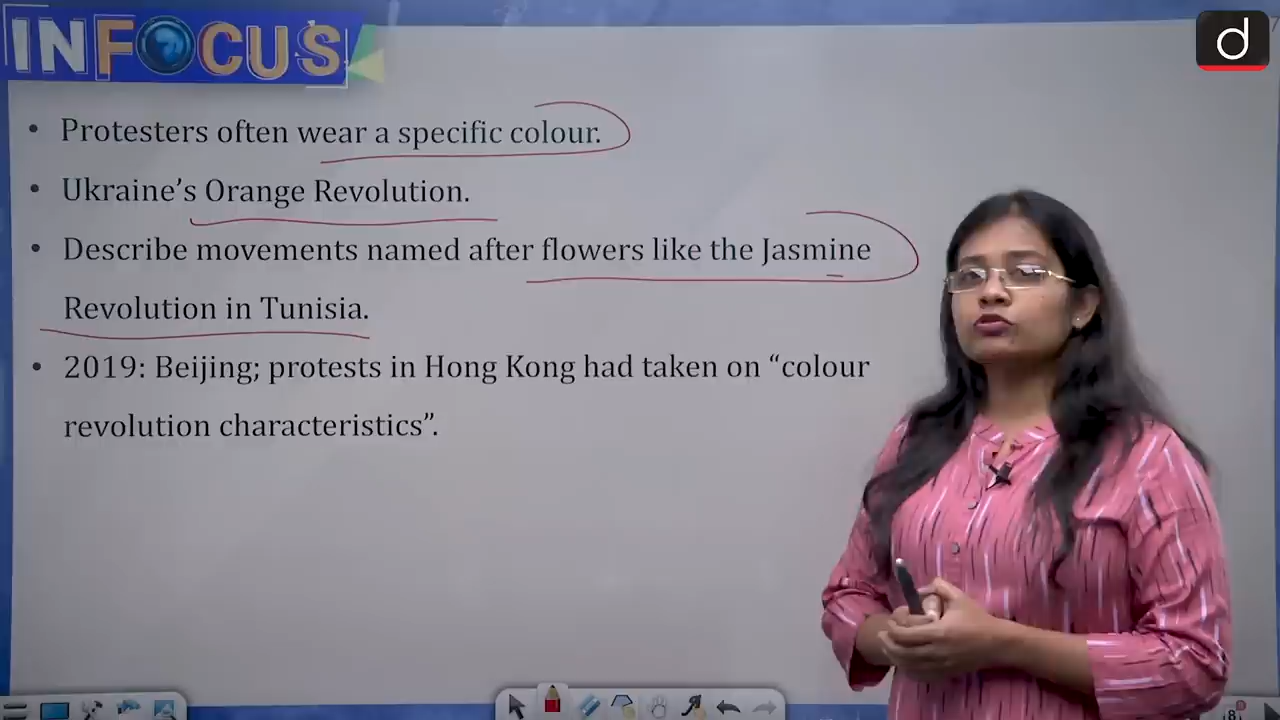 INFOCUS
d
• Protesters often wear a specific colour.
• Ukraine’s Orange Revolution.
• Describe movements named after flowers like the Jasmine
Revolution in Tunisia.
• 2019: Beijing; protests in Hong Kong had taken on “colour
revolution characteristics”.